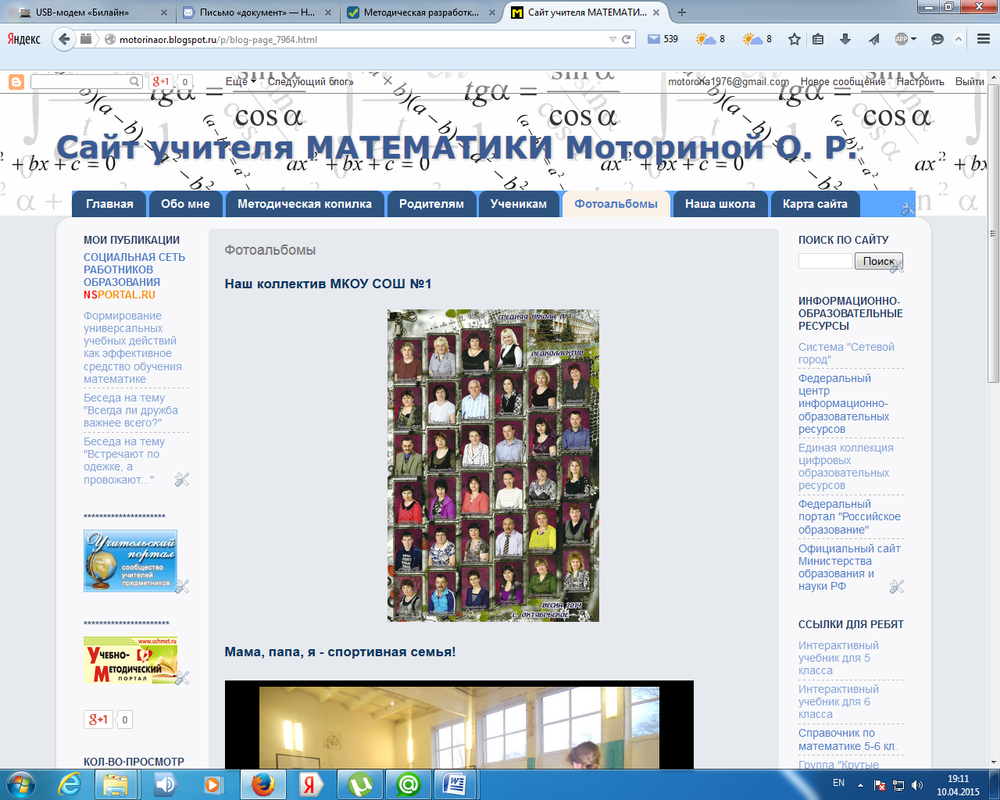 USB-модем «Билайн»
Письмо «документ» — Н...
Методическая разработк...
Сайт учителя МАТЕМАТИ...
Яндекс
motorinaor.blogspot.ru/p/blog-page_7964.html
539
8
8
ABP
g+1 0
Ещё
Следующий блог»
motorona1976@gmail.com
Новое сообщение
Настроить
Выйти
Сайт учителя МАТЕМАТИКИ Моториной О. Р.
Главная
Обо мне
Методическая копилка
Родителям
Ученикам
Фотоальбомы
Наша школа
Карта сайта
МОИ ПУБЛИКАЦИИ
СОЦИАЛЬНАЯ СЕТЬ
РАБОТНИКОВ
ОБРАЗОВАНИЯ
NSPORTAL.RU
Формирование
универсальных
учебных действий
как эффективное
средство обучения
математике
Беседа на тему
"Всегда ли дружба
важнее всего?"
Беседа на тему
"Встречают по
одежке, а
провожают..."
*********************
Учительский
портал
сообщество
учителей
предметников
**********************
www.uchmet.ru
Учебно-
Методический
ПОРТАЛ
g+1 0
КОЛ-ВО ПРОСМОТР
Фотоальбомы
Наш коллектив МКОУ СОШ №1
СРЕДНЯЯ ШКОЛА № 1
ПЕДКОЛЛЕКТИВ
ВЕСНА 2014
С. ОКТЯБРЬСКОЕ
Мама, папа, я - спортивная семья!
ПОИСК ПО САЙТУ
Поиск
ИНФОРМАЦИОННО-
ОБРАЗОВАТЕЛЬНЫЕ
РЕСУРСЫ
Система "Сетевой
город"
Федеральный
центр
информационно-
образовательных
ресурсов
Единая коллекция
цифровых
образовательных
ресурсов
Федеральный
портал "Российское
образование"
Официальный сайт
Министерства
образования и
науки РФ
ССЫЛКИ ДЛЯ РЕБЯТ
Интерактивный
учебник для 5
класса
Интерактивный
учебник для 6
класса
Справочник по
математике 5-6 кл.
Группа "Крутые
EN
19:11
10.04.2015